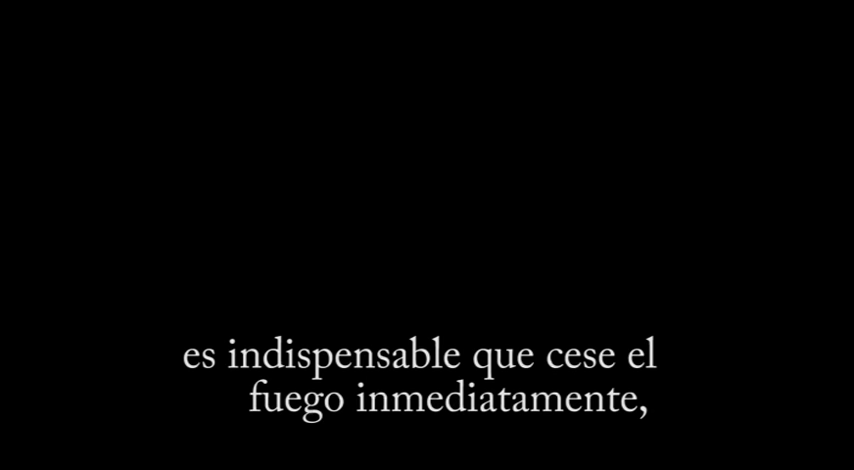 es indispensable que cese el
fuego inmediatamente,